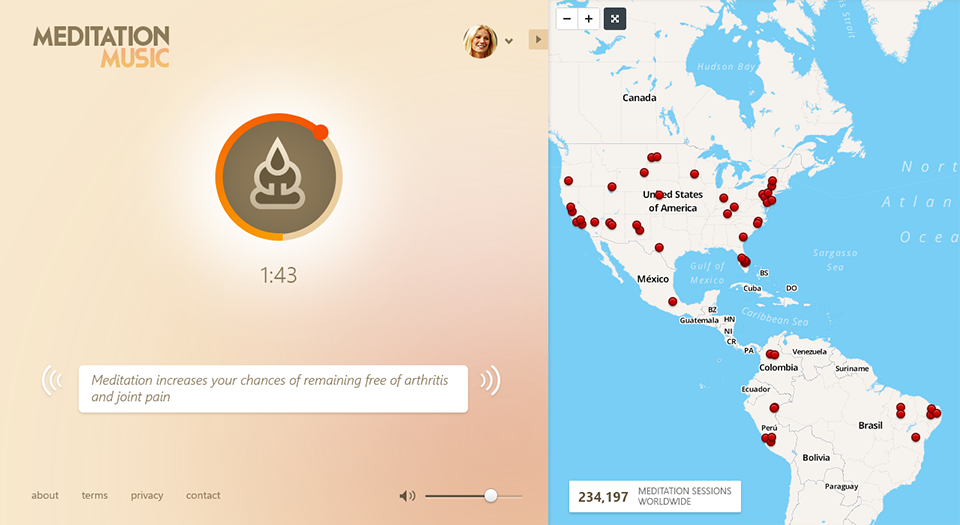 MEDITATION
MUSIC
1:43
Meditation increases your chances of remaining free of arthritis
and joint pain
about terms privacy contact
Hudson Bay
Canada
North
Atlan
Ocea
United States
of America
Sargasso
Sea
Gulf of
Mexico
México
BS
Cuba
DO
BZ
Caribbean Sea
Guatemala
HN
NI
CR
PA
Venezuela
Colombia
Suriname
Ecuador
Perú
Brasil
Bolivia
Paraguay
234,197 MEDITATION SESSIONS
WORLDWIDE